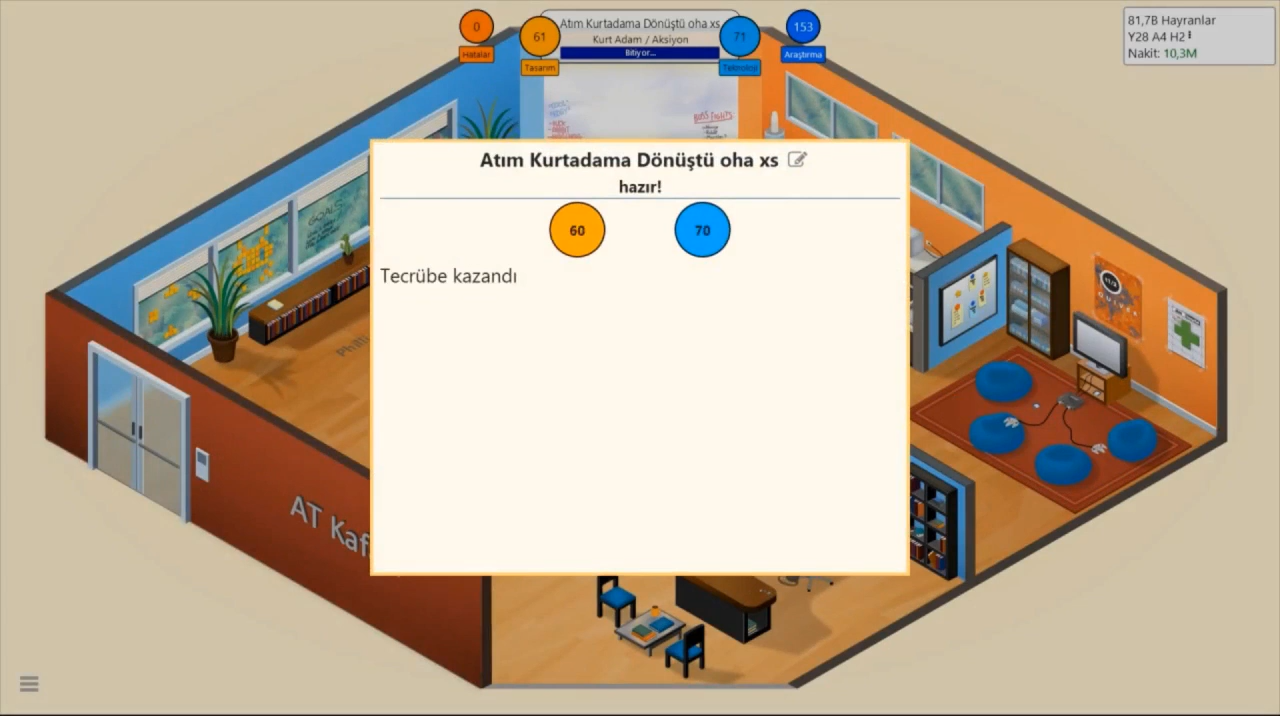 0
Hatalar
61
Tasarım
Atım Kurtadama Dönüştü oha xs
Kurt Adam / Aksiyon
Bitiyor...
71
Teknoloji
153
Araştırma
81,7B Hayranlar
Y28 A4 H2
Nakit: 10,3M
Atım Kurtadama Dönüştü oha xs
hazır!
60
70
Tecrübe kazandı
GOALS
AT Kaf